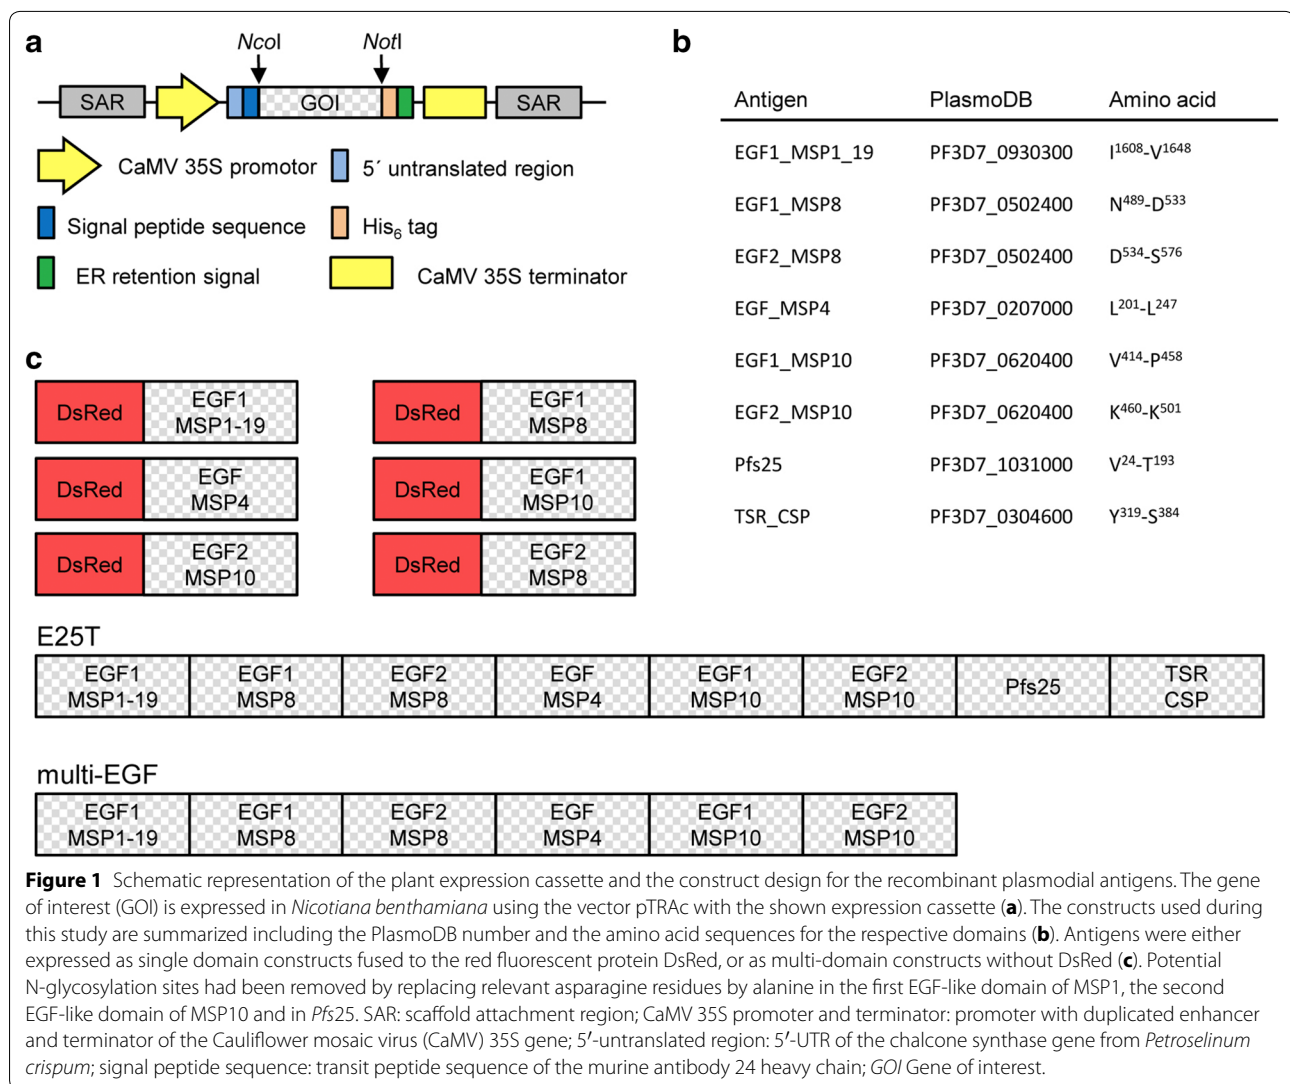 a
NcoI NotI
SAR GOI SAR
CaMV 35S promotor 5´ untranslated region
Signal peptide sequence His6 tag
ER retention signal CaMV 35S terminator
b
Antigen PlasmoDB Amino acid
EGF1_MSP1_19 PF3D7_0930300 I1608-V1648
EGF1_MSP8 PF3D7_0502400 N489-D533
EGF2_MSP8 PF3D7_0502400 D534-S576
EGF_MSP4 PF3D7_0207000 L201-L247
EGF1_MSP10 PF3D7_0620400 V414-P458
EGF2_MSP10 PF3D7_0620400 K460-K501
Pfs25 PF3D7_1031000 V24-T193
TSR_CSP PF3D7_0304600 Y319-S384
c
DsRed EGF1 MSP1-19 DsRed EGF1 MSP8
DsRed EGF MSP4 DsRed EGF1 MSP10
DsRed EGF2 MSP10 DsRed EGF2 MSP8
E25T
EGF1 EGF1 EGF2 EGF EGF1 EGF2 Pfs25 TSR
MSP1-19 MSP8 MSP8 MSP4 MSP10 MSP10 CSP
multi-EGF
EGF1 EGF1 EGF2 EGF EGF1 EGF2
MSP1-19 MSP8 MSP8 MSP4 MSP10 MSP10
Figure 1 Schematic representation of the plant expression cassette and the construct design for the recombinant plasmodial antigens. The gene
of interest (GOI) is expressed in Nicotiana benthamiana using the vector pTRAc with the shown expression cassette (a). The constructs used during
this study are summarized including the PlasmoDB number and the amino acid sequences for the respective domains (b). Antigens were either
expressed as single domain constructs fused to the red fluorescent protein DsRed, or as multi-domain constructs without DsRed (c). Potential
N-glycosylation sites had been removed by replacing relevant asparagine residues by alanine in the first EGF-like domain of MSP1, the second
EGF-like domain of MSP10 and in Pfs25. SAR: scaffold attachment region; CaMV 35S promoter and terminator: promoter with duplicated enhancer
and terminator of the Cauliflower mosaic virus (CaMV) 35S gene; 5′-untranslated region: 5′-UTR of the chalcone synthase gene from Petroselinum
crispum; signal peptide sequence: transit peptide sequence of the murine antibody 24 heavy chain; GOI Gene of interest.